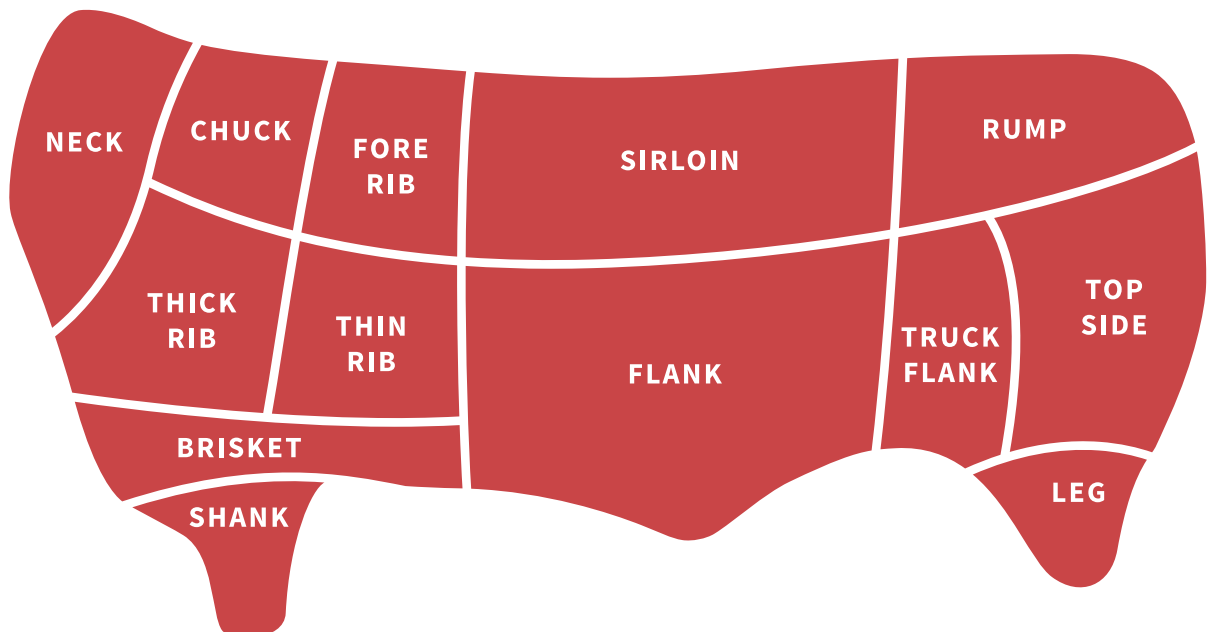 NECK
CHUCK
FORE
RIB
SIRLOIN
RUMP
THICK
RIB
THIN
RIB
FLANK
TRUCK
FLANK
TOP
SIDE
BRISKET
SHANK
LEG